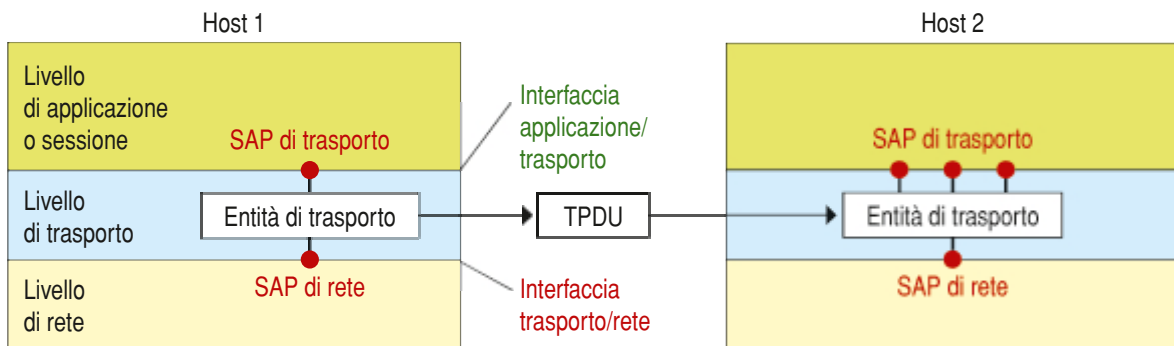 Host 1
Host 2
Livello
di applicazione
o sessione
SAP di trasporto
Interfaccia
applicazione/
trasporto
SAP di trasporto
Livello
di trasporto
Entità di trasporto
TPDU
Entità di trasporto
Livello
di rete
SAP di rete
Interfaccia
trasporto/rete
SAP di rete